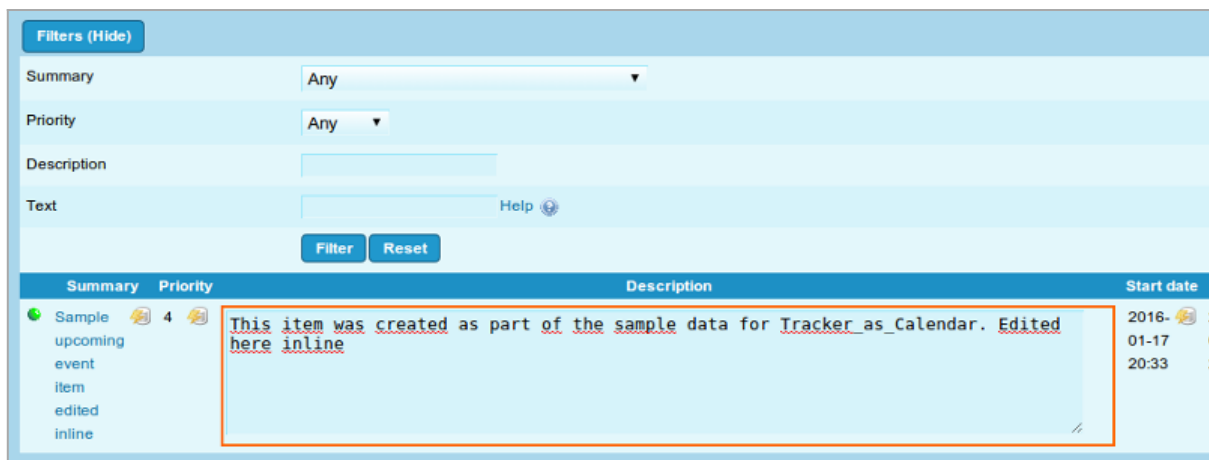 Filters (Hide)
Summary Any
Priority Any
Description
Text Help
Filter Reset
Summary Priority Description Start date
Sample 4 This item was created as part of the sample data for Tracker_as_Calendar. Edited 2016-
upcoming here inline 01-17
event 20:33
item
edited
inline